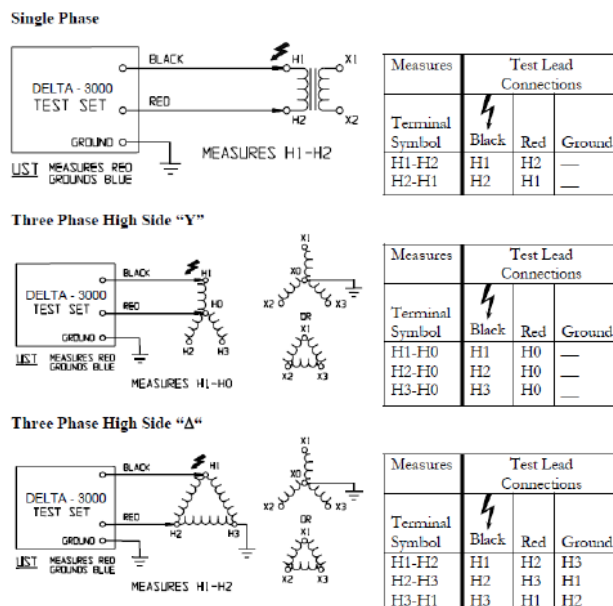 Single Phase
BLACK
H1
X1
DELTA - 3000
TEST SET
RED
H2
X2
GROUND
MEASURES H1-H2
UST MEASURES RED
GROUNDS BLUE
Measures Test Lead
Connections
Terminal
Symbol Black Red Ground
H1-H2 H1 H2 —
H2-H1 H2 H1 —
Three Phase High Side “Y”
BLACK
H1
X1
DELTA - 3000
TEST SET
RED
H0
X0
X2 X3
GROUND
H2 H3
OR
X1
X2 X3
UST MEASURES RED
GROUNDS BLUE
MEASURES H1-H0
Measures Test Lead
Connections
Terminal
Symbol Black Red Ground
H1-H0 H1 H0 —
H2-H0 H2 H0 —
H3-H0 H3 H0 —
Three Phase High Side “Δ“
BLACK
H1
X1
DELTA - 3000
TEST SET
RED
H2 H3
X0
X2 X3
GROUND
OR
X1
X2 X3
UST MEASURES RED
GROUNDS BLUE
MEASURES H1-H2
Measures Test Lead
Connections
Terminal
Symbol Black Red Ground
H1-H2 H1 H2 H3
H2-H3 H2 H3 H1
H3-H1 H3 H1 H2